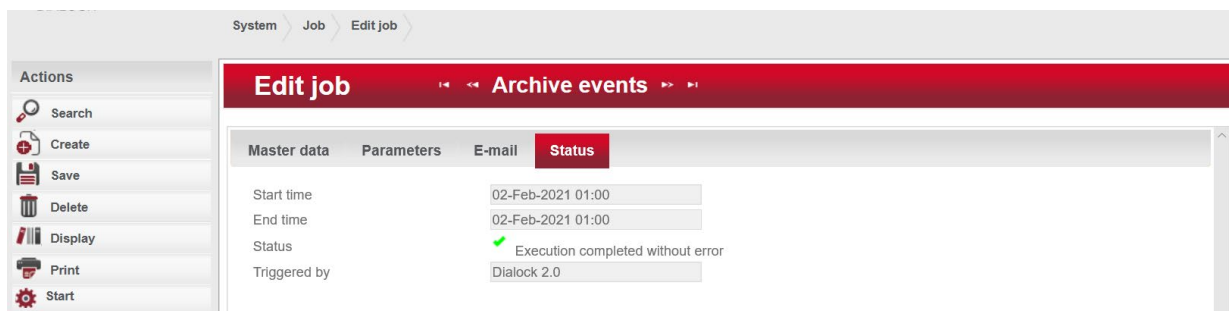 System Job Edit job
Actions
Edit job Archive events
Search
Create
Save
Delete
Display
Print
Start
Master data Parameters E-mail Status
Start time 02-Feb-2021 01:00
End time 02-Feb-2021 01:00
Status Execution completed without error
Triggered by Dialock 2.0